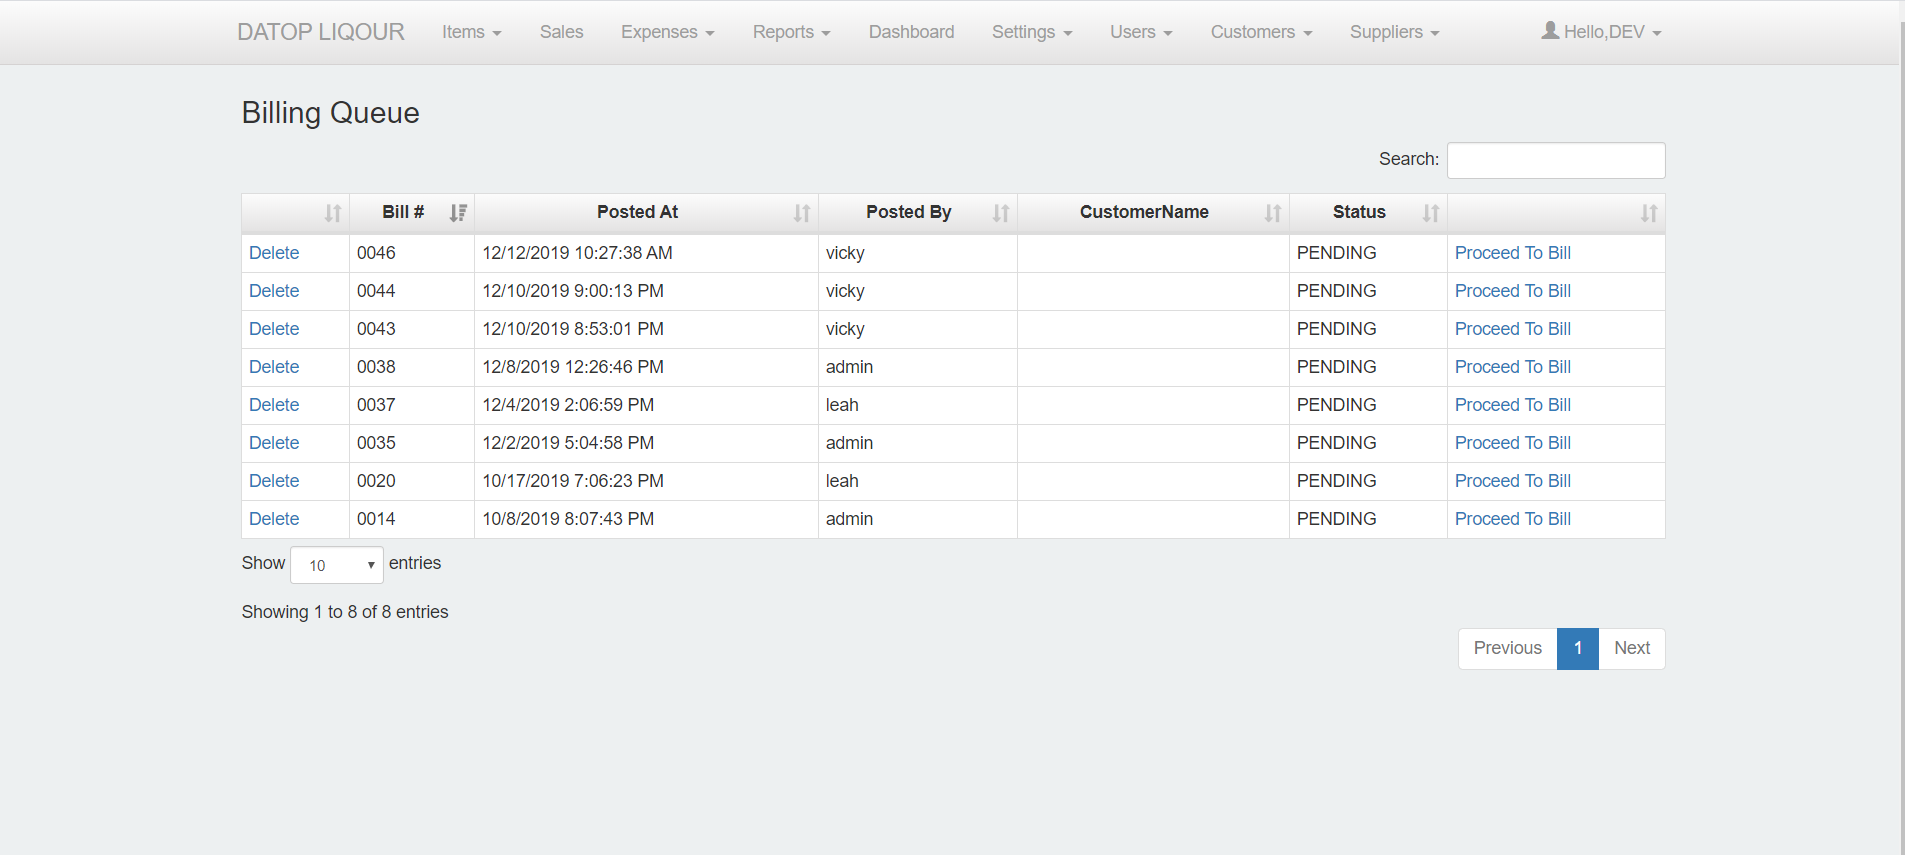 DATOP LIQOUR Items Sales Expenses Reports Dashboard Settings Users Customers Suppliers Hello,DEV
Billing Queue
Search:
Bill # Posted At Posted By CustomerName Status
Delete 0046 12/12/2019 10:27:38 AM vicky PENDING Proceed To Bill
Delete 0044 12/10/2019 9:00:13 PM vicky PENDING Proceed To Bill
Delete 0043 12/10/2019 8:53:01 PM vicky PENDING Proceed To Bill
Delete 0038 12/8/2019 12:26:46 PM admin PENDING Proceed To Bill
Delete 0037 12/4/2019 2:06:59 PM leah PENDING Proceed To Bill
Delete 0035 12/2/2019 5:04:58 PM admin PENDING Proceed To Bill
Delete 0020 10/17/2019 7:06:23 PM leah PENDING Proceed To Bill
Delete 0014 10/8/2019 8:07:43 PM admin PENDING Proceed To Bill
Show 10 entries
Showing 1 to 8 of 8 entries
Previous 1 Next